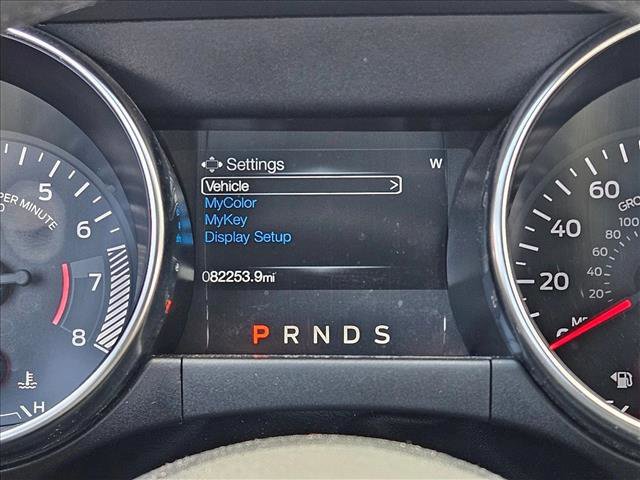 Settings W
Vehicle >
MyColor
MyKey
Display Setup
082253.9mi
P R N D S
5
6
7
8
H
PER MINUTE
60
40
20
100
80
60
40
20